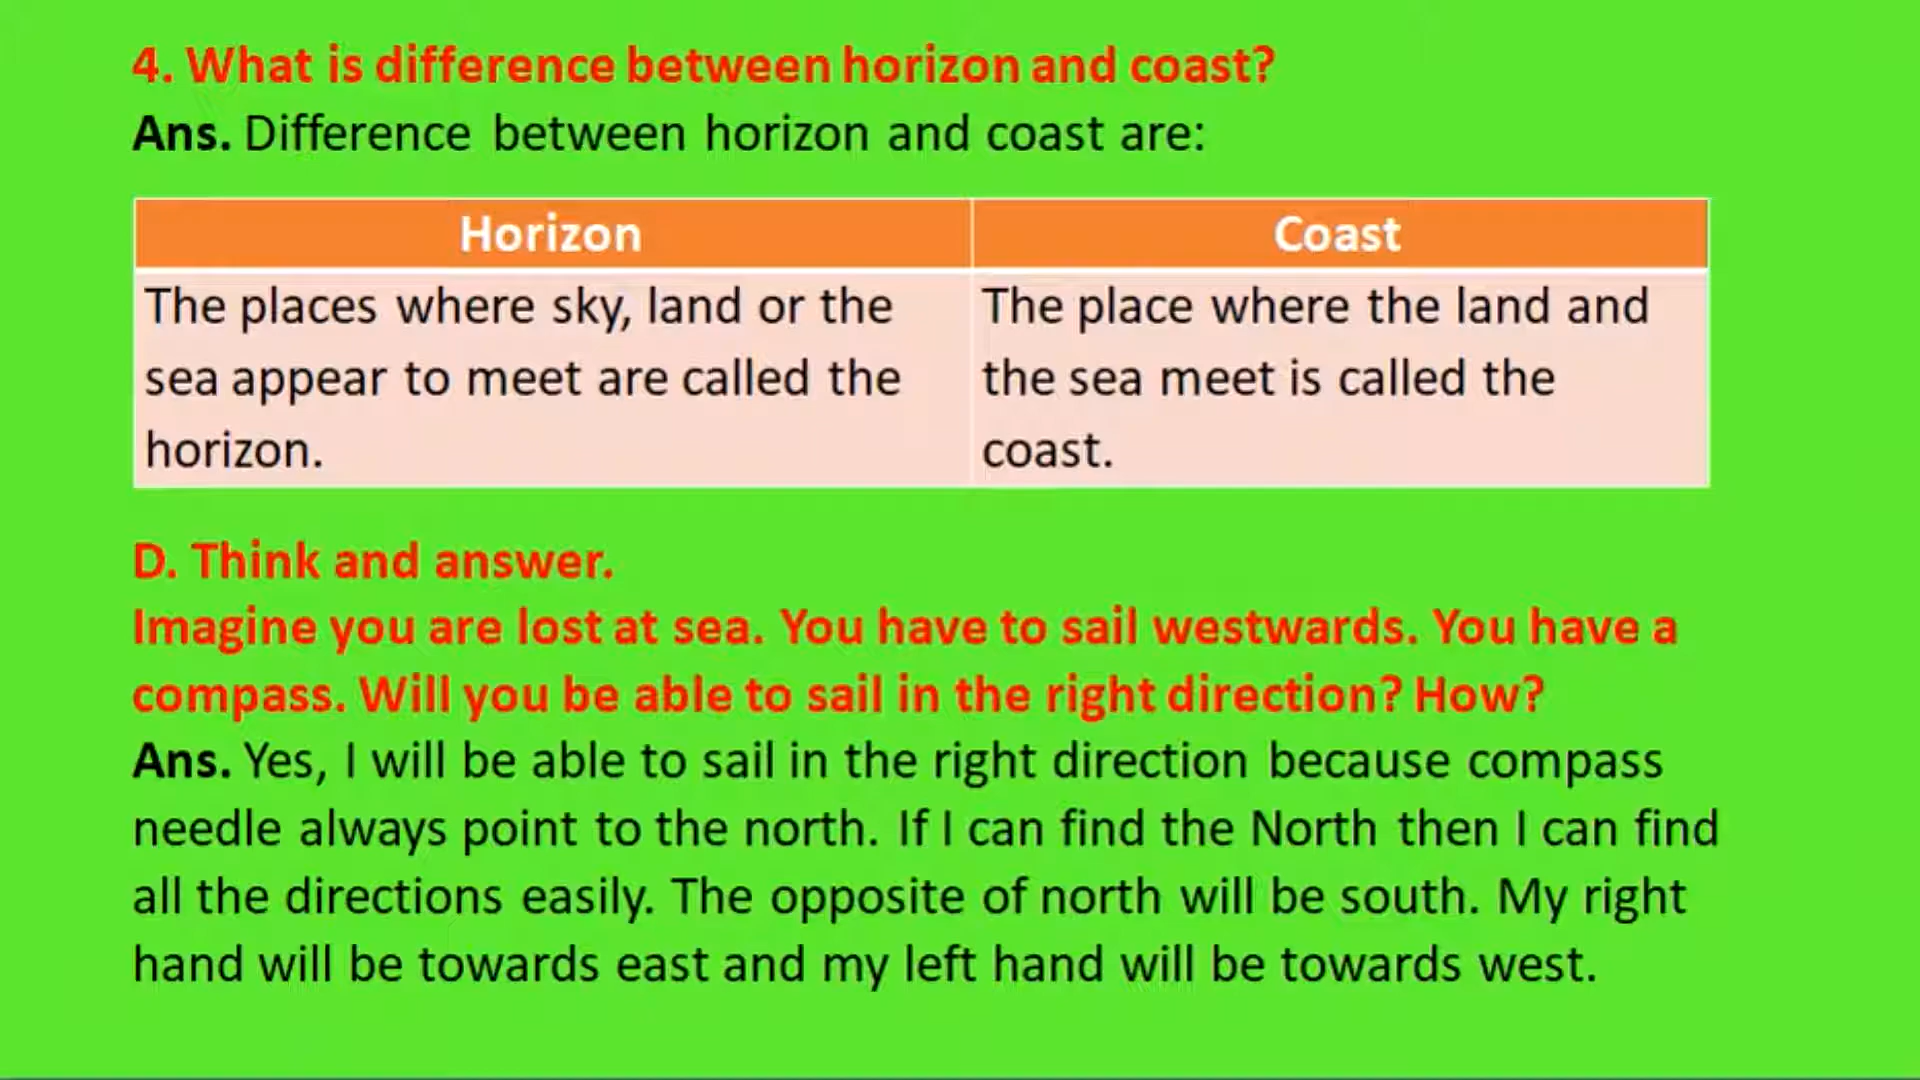 4. What is difference between horizon and coast?
Ans. Difference between horizon and coast are:
Horizon
Coast
The places where sky, land or the
sea appear to meet are called the
horizon.
The place where the land and
the sea meet is called the
coast.
D. Think and answer.
Imagine you are lost at sea. You have to sail westwards. You have a
compass. Will you be able to sail in the right direction? How?
Ans. Yes, I will be able to sail in the right direction because compass
needle always point to the north. If I can find the North then I can find
all the directions easily. The opposite of north will be south. My right
hand will be towards east and my left hand will be towards west.